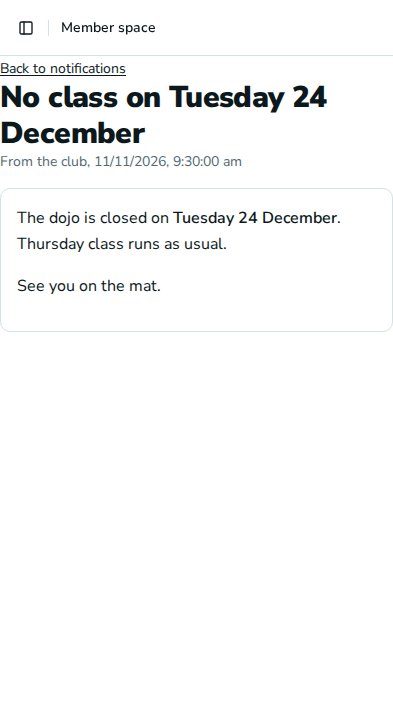 Member space
Back to notifications
No class on Tuesday 24
December
From the club, 11/11/2026, 9:30:00 am
The dojo is closed on Tuesday 24 December.
Thursday class runs as usual.
See you on the mat.